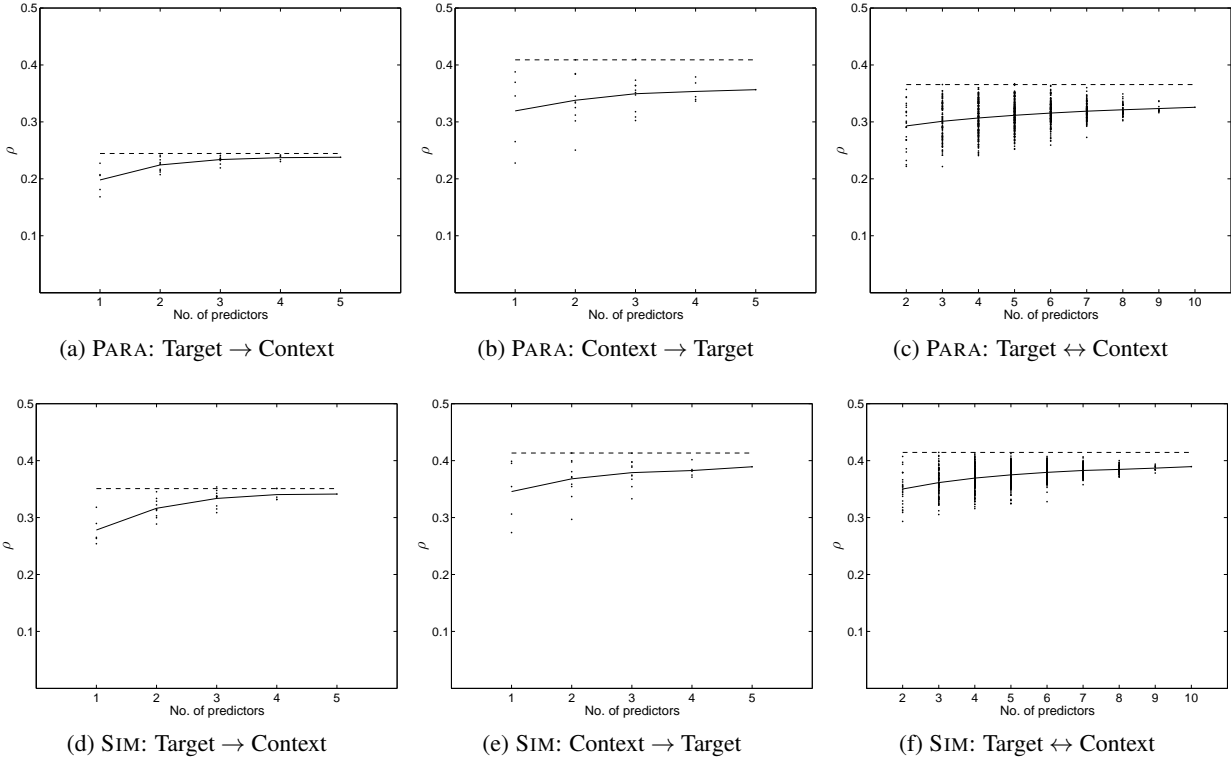 0.5
0.4
0.3
0.2
0.1
ρ
1 2 3 4 5
No. of predictors
(a) PARA: Target → Context
0.5
0.4
0.3
0.2
0.1
ρ
1 2 3 4 5
No. of predictors
(b) PARA: Context → Target
0.5
0.4
0.3
0.2
0.1
ρ
2 3 4 5 6 7 8 9 10
No. of predictors
(c) PARA: Target ↔ Context
0.5
0.4
0.3
0.2
0.1
ρ
1 2 3 4 5
No. of predictors
(d) SIM: Target → Context
0.5
0.4
0.3
0.2
0.1
ρ
1 2 3 4 5
No. of predictors
(e) SIM: Context → Target
0.5
0.4
0.3
0.2
0.1
ρ
2 3 4 5 6 7 8 9 10
No. of predictors
(f) SIM: Target ↔ Context